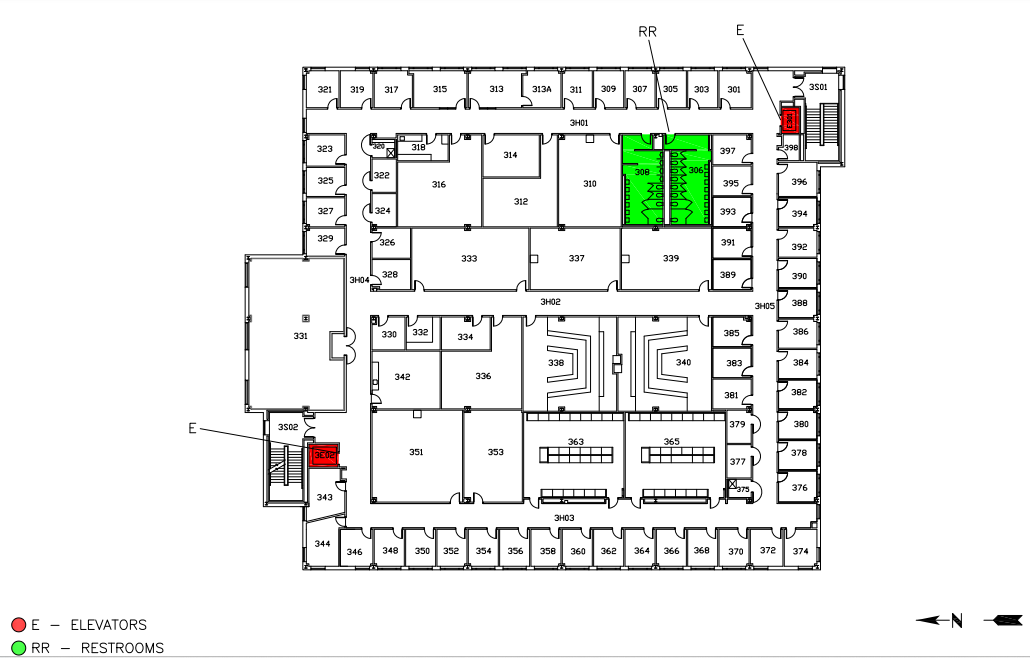 RR E
321 319 317 315 313 313A 311 309 307 305 303 301 3S01
3E01
3H01
323 320 318 314 397 398
316 310 308 306
325 322 395 396
327 324 312 393 394
329 326 391 392
333 337 339
328 389 390
3H04
3H02 3H05 388
331 330 332 334 385 386
338 340 383 384
342 336
381 382
3S02 379 380
E
351 353 363 365
3E02 377 378
375 376
343
3H03
344 346 348 350 352 354 356 358 360 362 364 366 368 370 372 374
N
E – ELEVATORS
RR – RESTROOMS